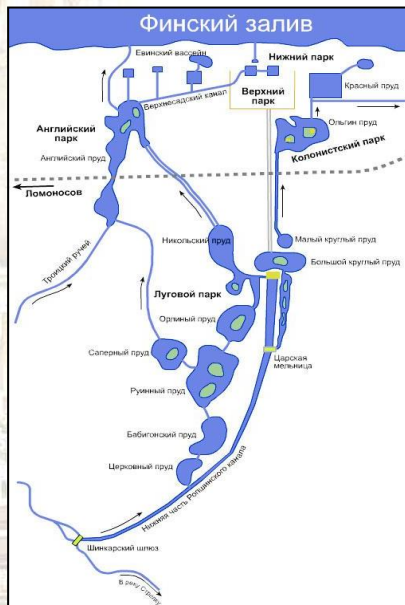 Финский залив
Евинский вассейн
Нижний парк
Красный пруд
Верхнесадский канал
Верхний
парк
Ольгин пруд
Английский
парк
Колонистский парк
Английский пруд
Ломоносов
Никольский пруд
Малый круглый пруд
Большой круглый пруд
Троицкий ручей
Луговой парк
Орлиный пруд
Саперный пруд
Царская
мельница
Руинный пруд
Бабигонский пруд
Церковный пруд
Нижняя часть Ропшинского канала
Шинкарский шлюз
В реку Стрелку